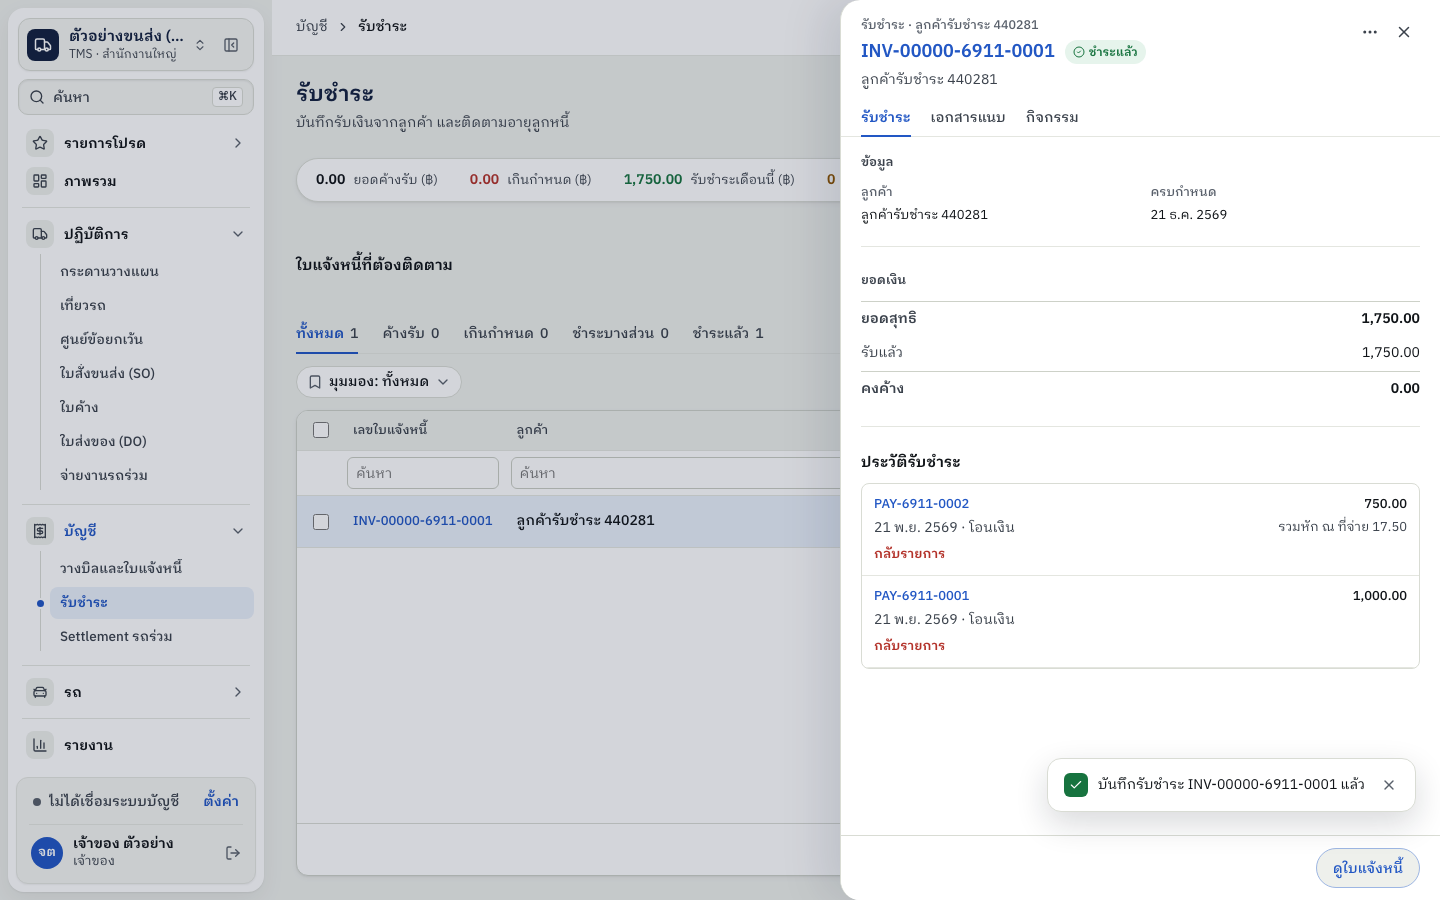 ตัวอย่างขนส่ง (...
TMS · สำนักงานใหญ่
ค้นหา
⌘K
รายการโปรด
ภาพรวม
ปฏิบัติการ
กระดานวางแผน
เที่ยวรถ
ศูนย์ข้อยกเว้น
ใบสั่งขนส่ง (SO)
ใบค้าง
ใบส่งของ (DO)
จ่ายงานรถร่วม
บัญชี
วางบิลและใบแจ้งหนี้
รับชำระ
Settlement รถร่วม
รถ
รายงาน
ไม่ได้เชื่อมระบบบัญชี ตั้งค่า
จต
เจ้าของ ตัวอย่าง
เจ้าของ
บัญชี > รับชำระ
รับชำระ
บันทึกรับเงินจากลูกค้า และติดตามอายุลูกหนี้
0.00 ยอดค้างรับ (฿) 0.00 เกินกำหนด (฿) 1,750.00 รับชำระเดือนนี้ (฿) 0
ใบแจ้งหนี้ที่ต้องติดตาม
ทั้งหมด 1 ค้างรับ 0 เกินกำหนด 0 ชำระบางส่วน 0 ชำระแล้ว 1
มุมมอง: ทั้งหมด
เลขใบแจ้งหนี้ ลูกค้า
ค้นหา ค้นหา
INV-00000-6911-0001 ลูกค้ารับชำระ 440281
รับชำระ · ลูกค้ารับชำระ 440281
INV-00000-6911-0001 ชำระแล้ว
ลูกค้ารับชำระ 440281
รับชำระ เอกสารแนบ กิจกรรม
ข้อมูล
ลูกค้า ครบกำหนด
ลูกค้ารับชำระ 440281 21 ธ.ค. 2569
ยอดเงิน
ยอดสุทธิ 1,750.00
รับแล้ว 1,750.00
คงค้าง 0.00
ประวัติรับชำระ
PAY-6911-0002 750.00
21 พ.ย. 2569 · โอนเงิน รวมหัก ณ ที่จ่าย 17.50
กลับรายการ
PAY-6911-0001 1,000.00
21 พ.ย. 2569 · โอนเงิน
กลับรายการ
บันทึกรับชำระ INV-00000-6911-0001 แล้ว
ดูใบแจ้งหนี้